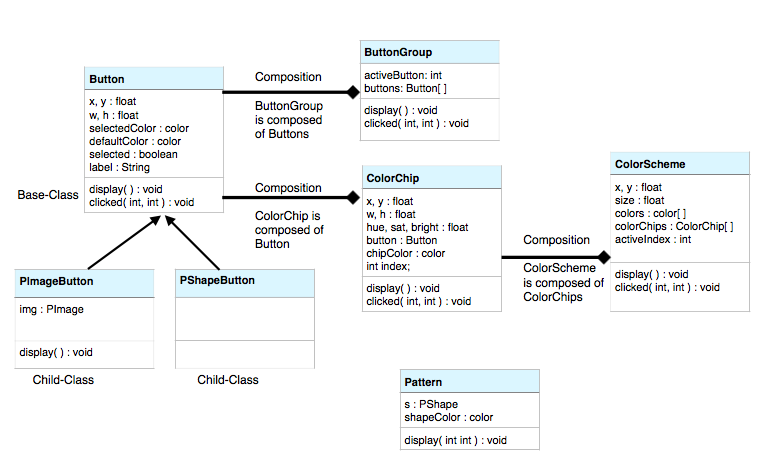 Button
x, y : float
w, h : float
selectedColor : color
defaultColor : color
selected : boolean
label : String
display( ) : void
clicked( int, int ) : void
Base-Class
Composition
ButtonGroup
is composed
of Buttons
ButtonGroup
activeButton: int
buttons: Button[ ]
display( ) : void
clicked( int, int ) : void
Composition
ColorChip is
composed of
Button
ColorChip
x, y : float
w, h : float
hue, sat, bright : float
button : Button
chipColor : color
int index;
display( ) : void
clicked( int, int ) : void
Composition
ColorScheme
is composed of
ColorChips
ColorScheme
x, y : float
size : float
colors : color[ ]
colorChips : ColorChip[ ]
activeIndex : int
display( ) : void
clicked( int, int ) : void
PImageButton
img : PImage
display( ) : void
Child-Class
PShapeButton
Child-Class
Pattern
s : PShape
shapeColor : color
display( int int ) : void